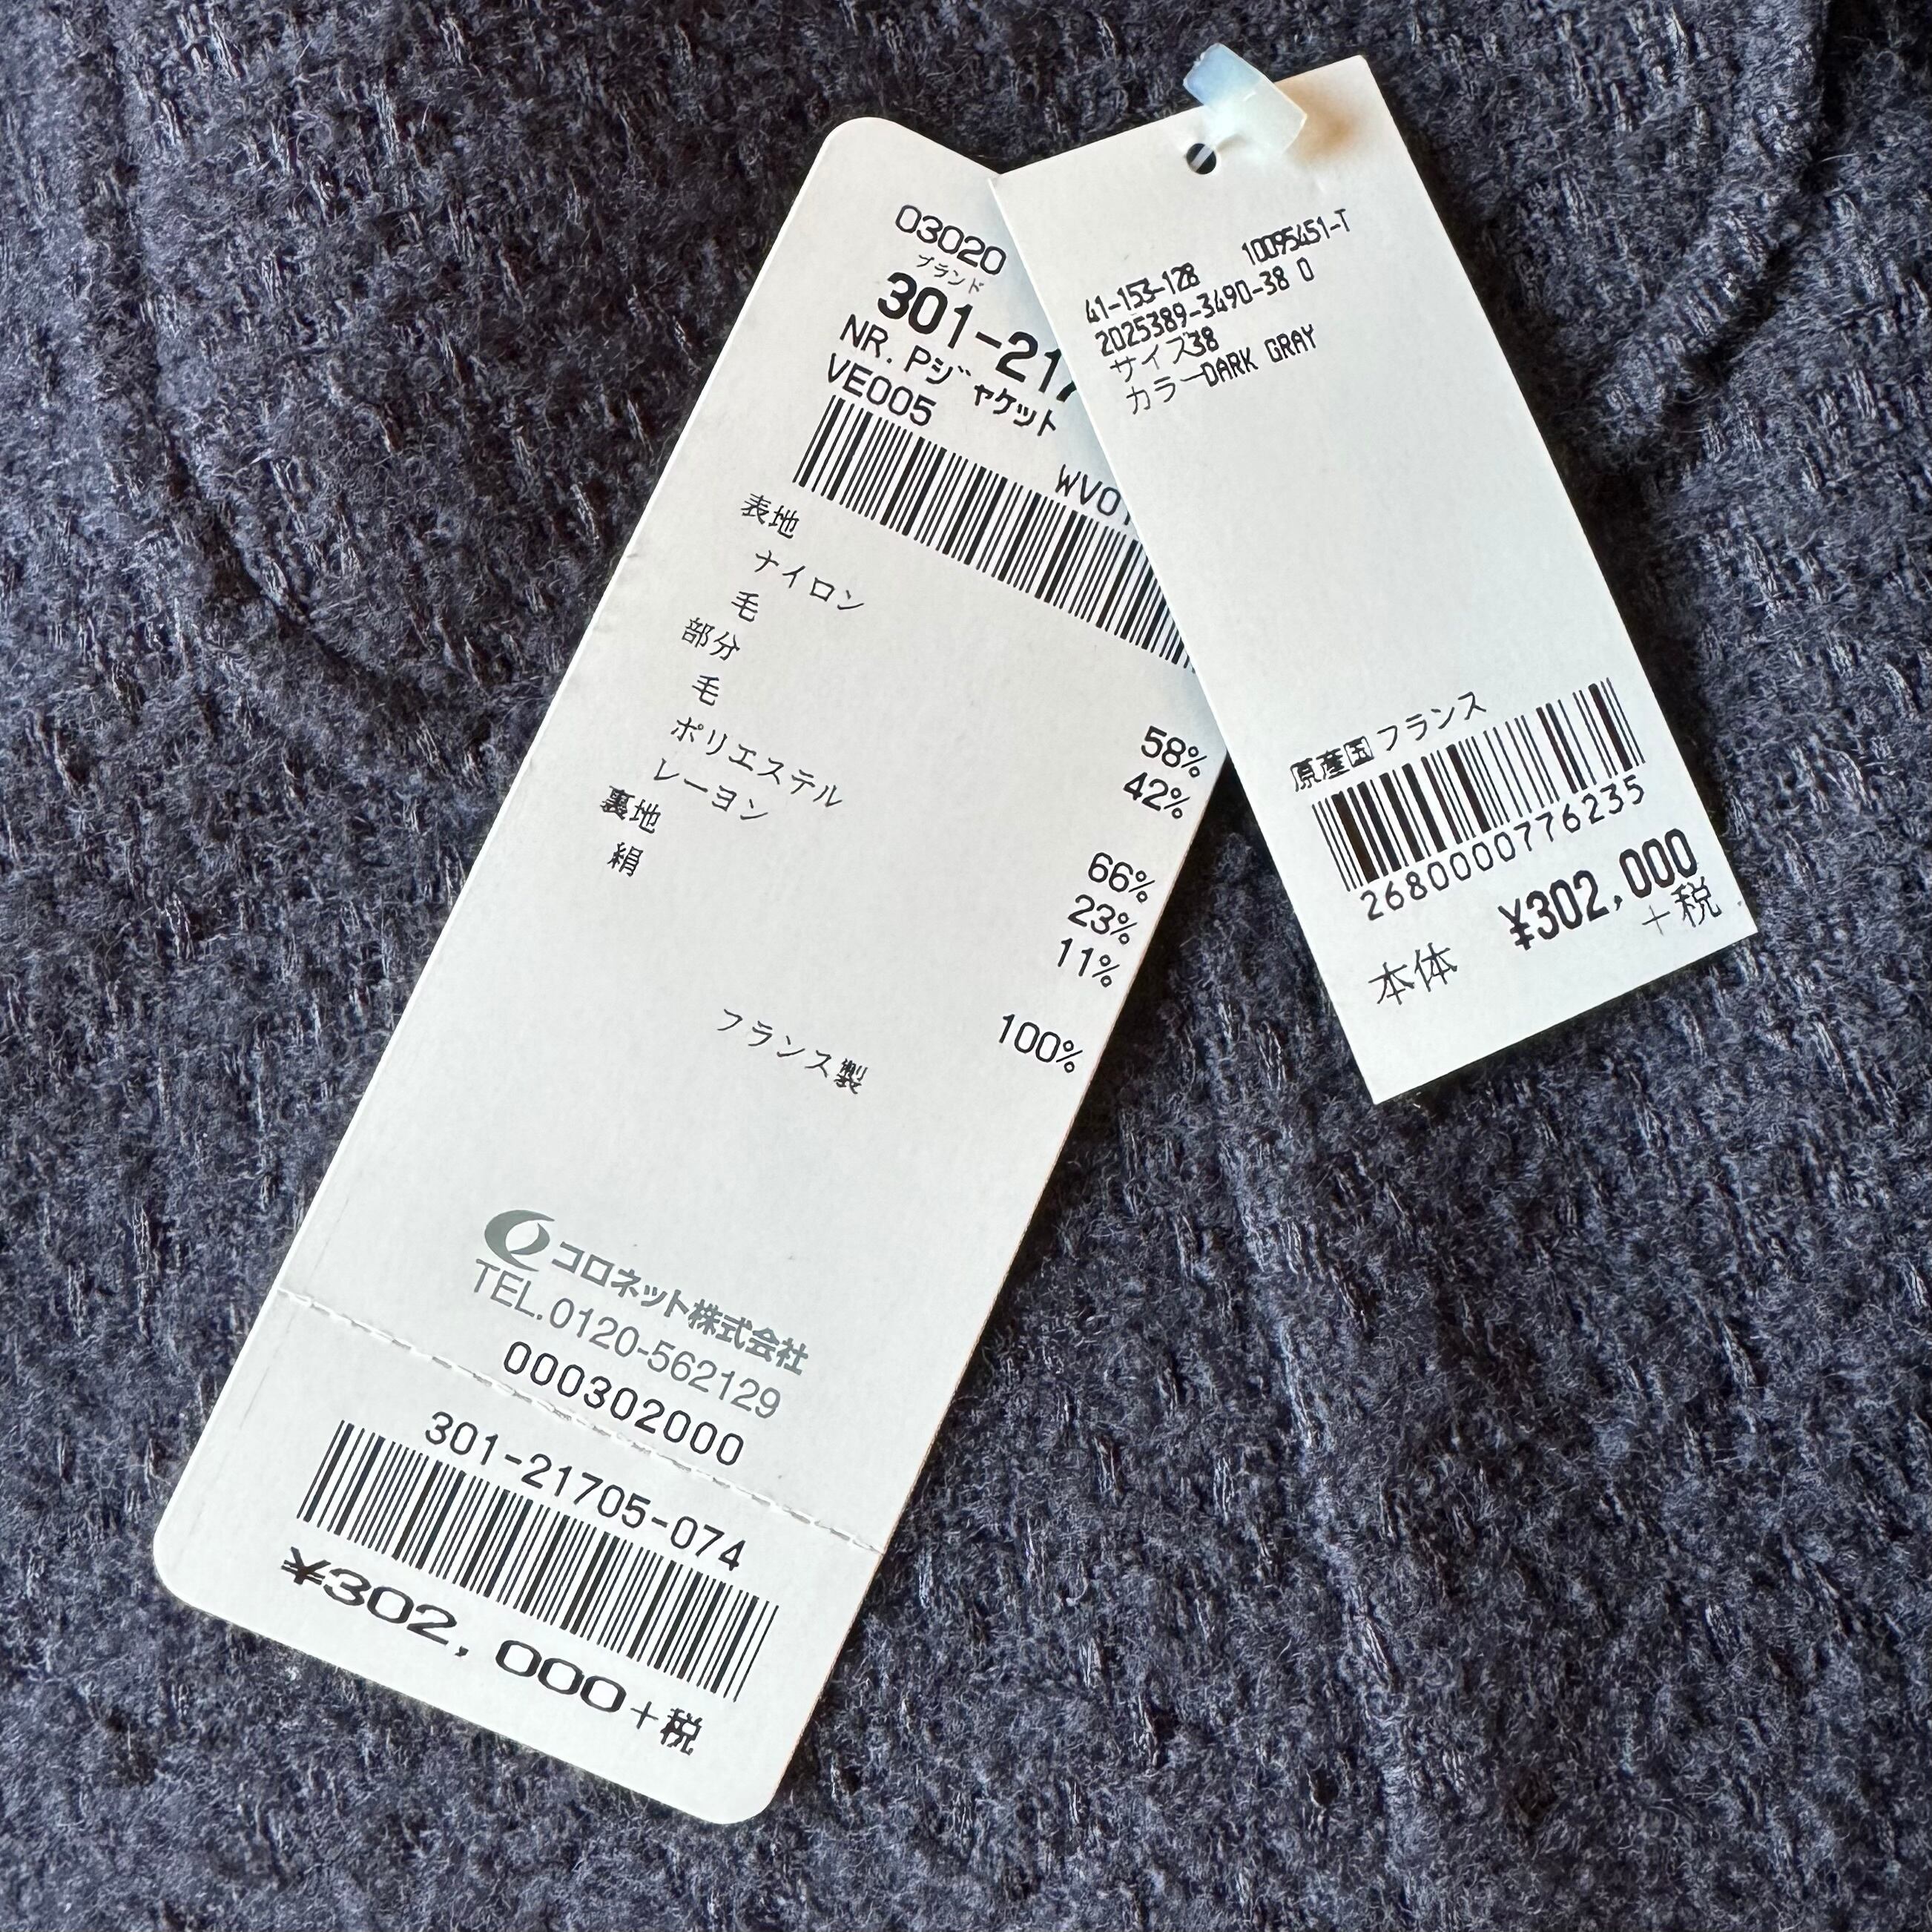 03020
ブランド
301-217
NR.Pジャケット
VE005
WV0
表地
ナイロン 58%
毛 42%
部分
毛 66%
ポリエステル 23%
レーヨン 11%
裏地
絹 100%
フランス製
コロネット株式会社
TEL.0120-562129
000302000
301-21705-074
¥302,000+税
10095451-T
41-153-128
2025389-3490-38 0
サイズ38
カラーDARK GRAY
原産国フランス
2680000776235
¥302,000
本体 +税